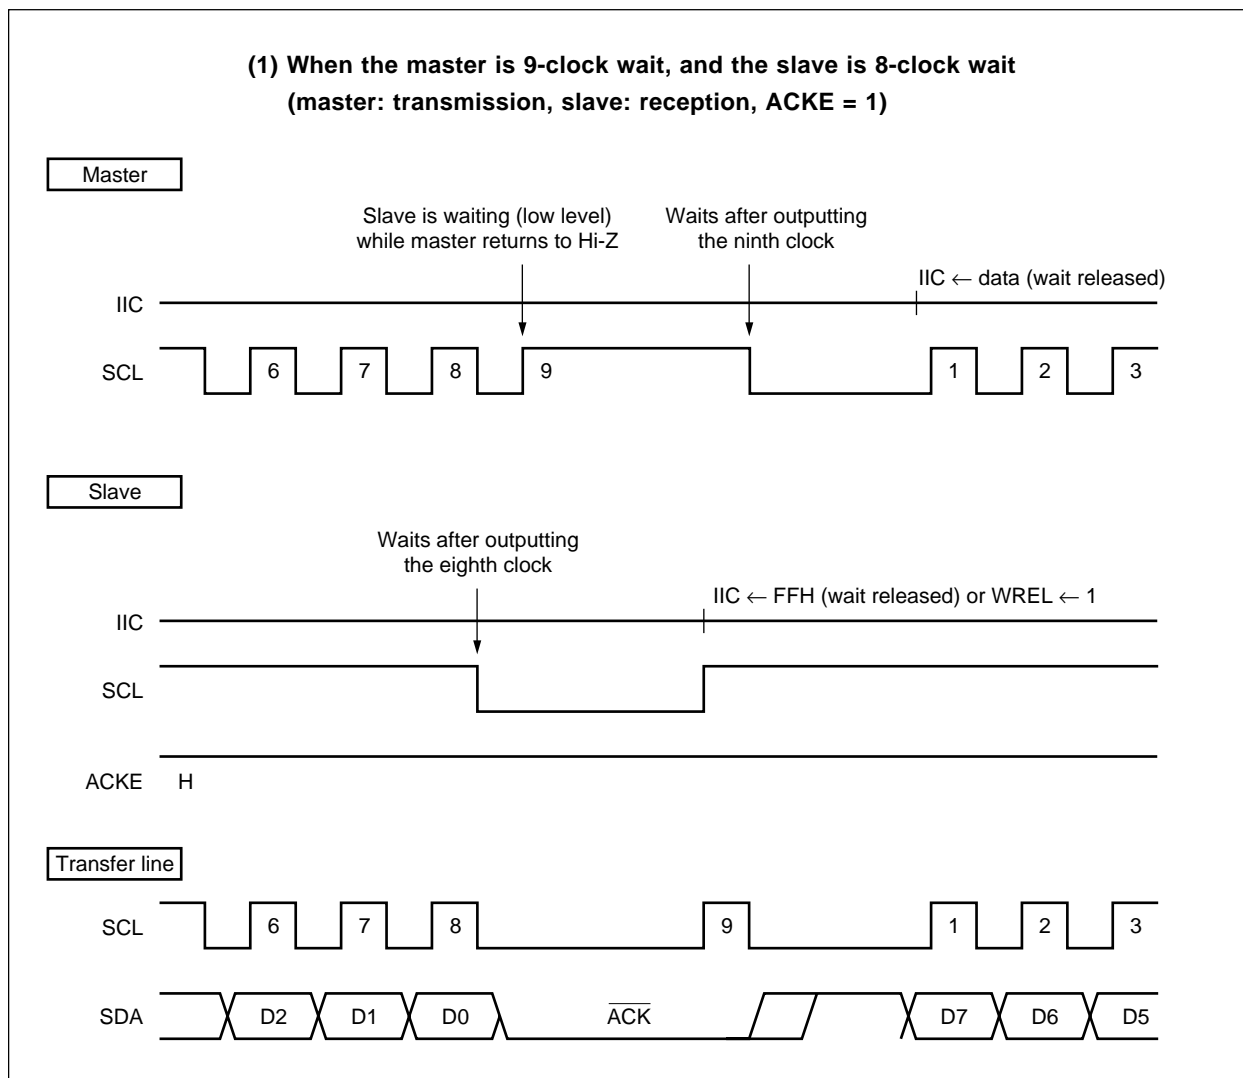 (1) When the master is 9-clock wait, and the slave is 8-clock wait
(master: transmission, slave: reception, ACKE = 1)
Master
Slave is waiting (low level)
while master returns to Hi-Z
Waits after outputting
the ninth clock
IIC ← data (wait released)
IIC
SCL
6 7 8 9 1 2 3
Slave
Waits after outputting
the eighth clock
IIC ← FFH (wait released) or WREL ← 1
IIC
SCL
ACKE H
Transfer line
SCL
6 7 8 9 1 2 3
SDA
D2 D1 D0 A̅C̅K̅ D7 D6 D5